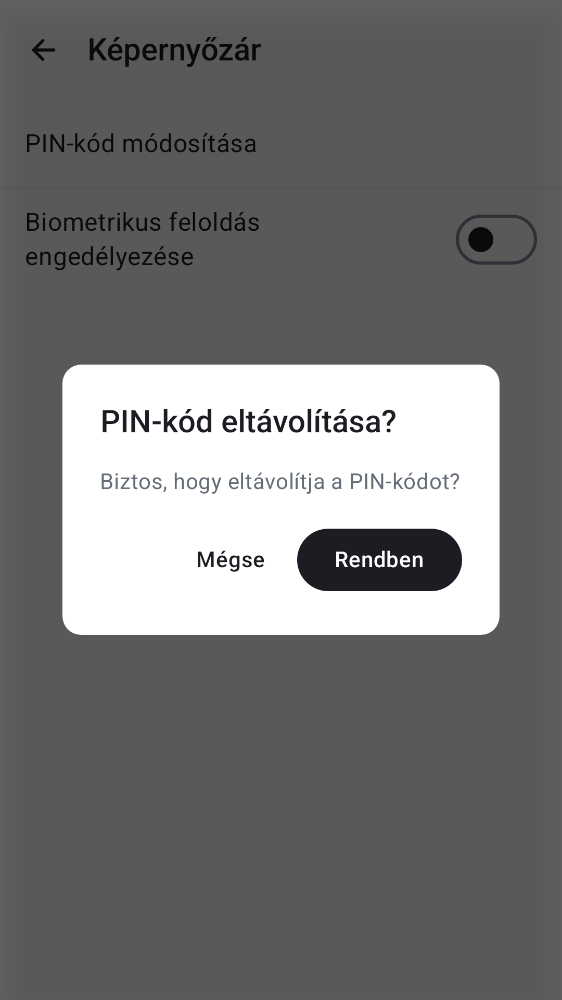 Képernyőzár
PIN-kód módosítása
Biometrikus feloldás
engedélyezése
PIN-kód eltávolítása?
Biztos, hogy eltávolítja a PIN-kódot?
Mégse
Rendben